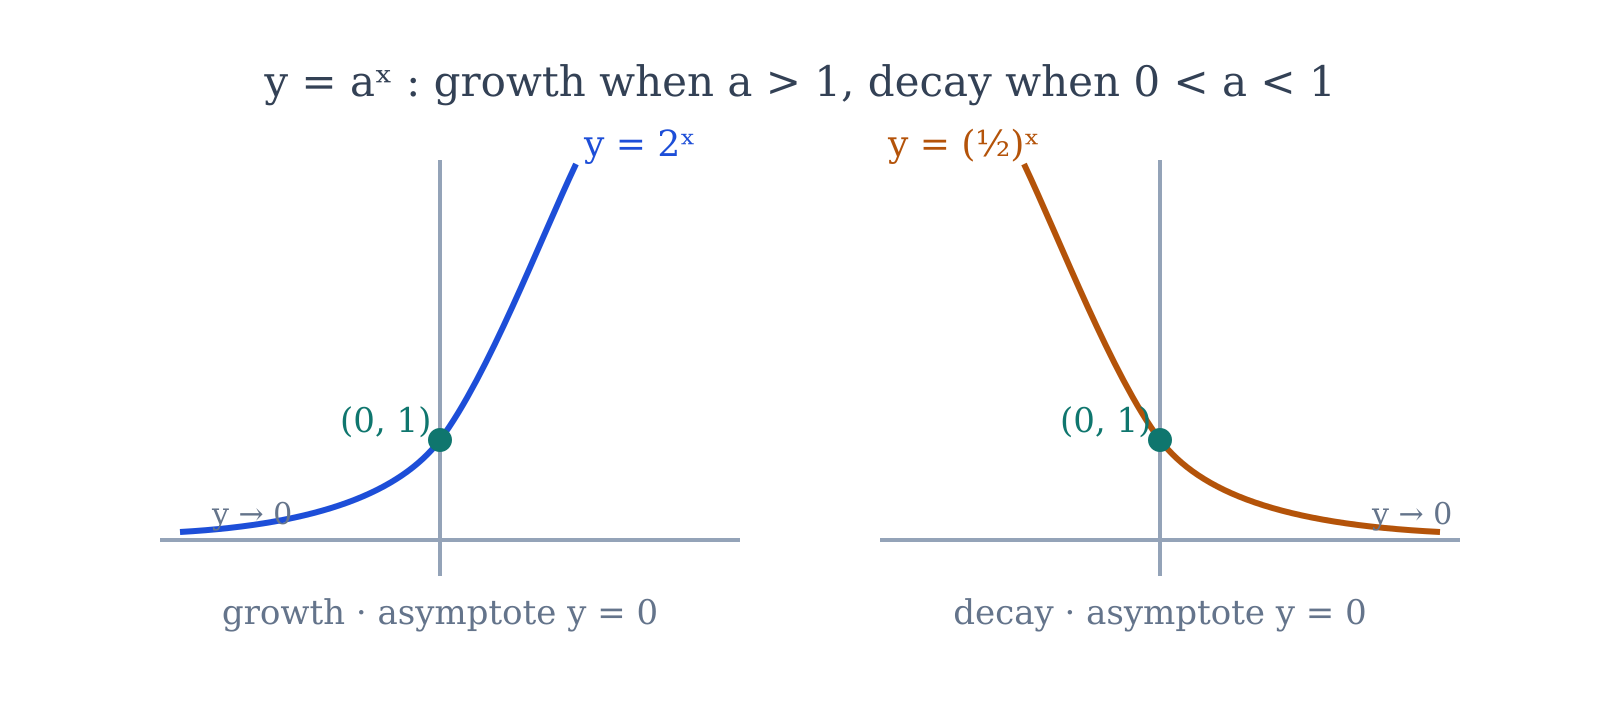 y = aˣ : growth when a > 1, decay when 0 < a < 1
y = 2ˣ
y = (½)ˣ
(0, 1)
(0, 1)
y → 0
y → 0
growth · asymptote y = 0
decay · asymptote y = 0